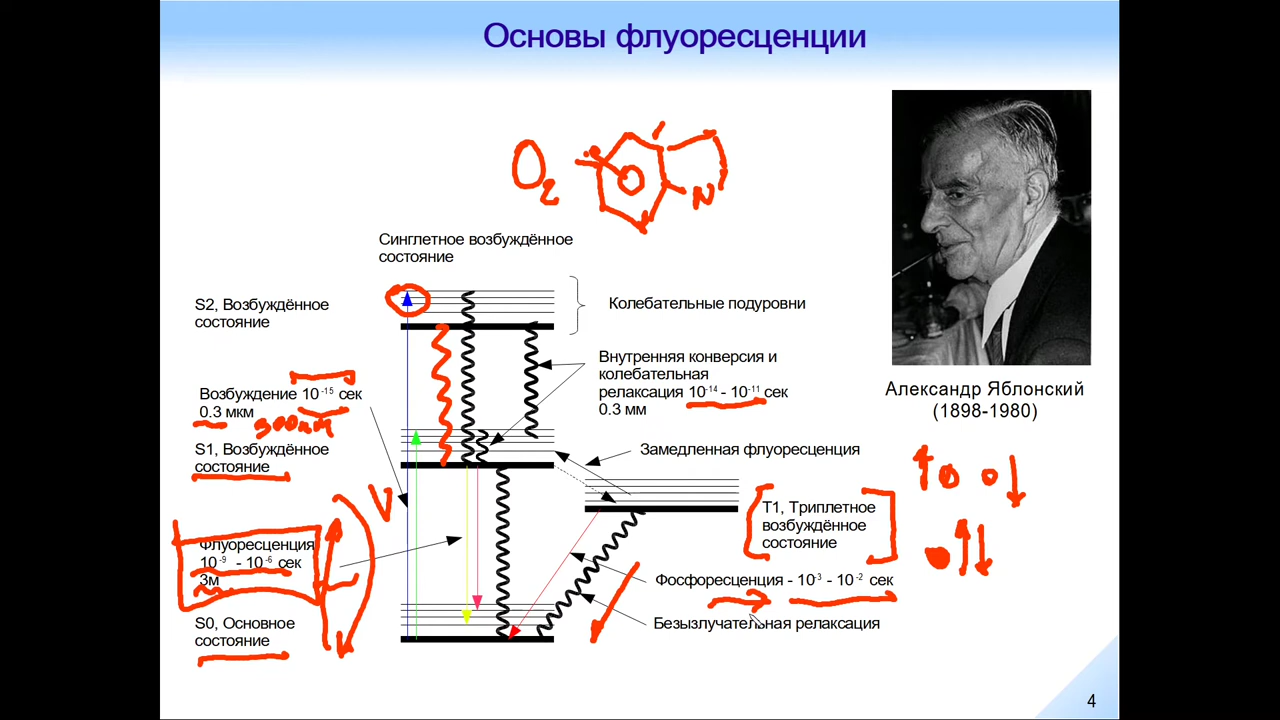 Основы флуоресценции
O2
N
Синглетное возбуждённое
состояние
S2, Возбуждённое
состояние
Колебательные подуровни
Внутренняя конверсия и
колебательная
релаксация 10-14 - 10-11 сек
0.3 мм
Возбуждение 10-15 сек
0.3 мкм
300нм
S1, Возбуждённое
состояние
Замедленная флуоресценция
T1, Триплетное
возбуждённое
состояние
Флуоресценция
10-9 - 10-6 сек
3м
V
Фосфоресценция - 10-3 - 10-2 сек
Безызлучательная релаксация
S0, Основное
состояние
Александр Яблонский
(1898-1980)
4